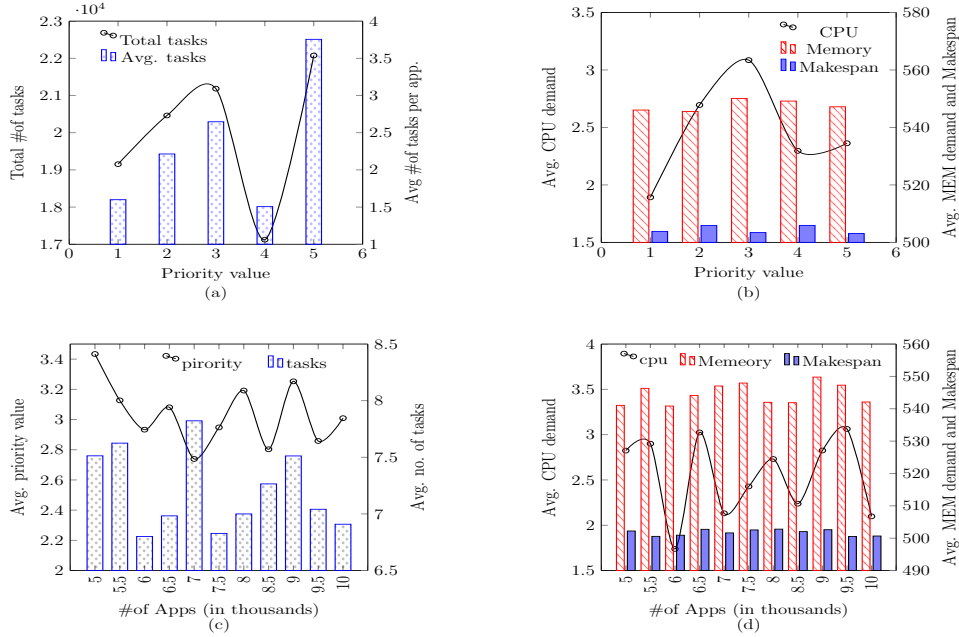 ·10⁴
2.3
2.2
2.1
2
1.9
1.8
1.7
4
3.5
3
2.5
2
1.5
1
Total tasks
Avg. tasks
Total #of tasks
Avg #of tasks per app.
0 1 2 3 4 5 6
Priority value
(a)
3.5
3
2.5
2
1.5
580
560
540
520
500
CPU
Memory
Makespan
Avg. CPU demand
Avg. MEM demand and Makespan
0 1 2 3 4 5 6
Priority value
(b)
3.4
3.2
3
2.8
2.6
2.4
2.2
2
8.5
8
7.5
7
6.5
pirority tasks
Avg. priority value
Avg. no. of tasks
5 5.5 6 6.5 7 7.5 8 8.5 9 9.5 10
#of Apps (in thousands)
(c)
4
3.5
3
2.5
2
1.5
560
550
540
530
520
510
500
490
cpu Memeory Makespan
Avg. CPU demand
Avg. MEM demand and Makespan
5 5.5 6 6.5 7 7.5 8 8.5 9 9.5 10
#of Apps (in thousands)
(d)